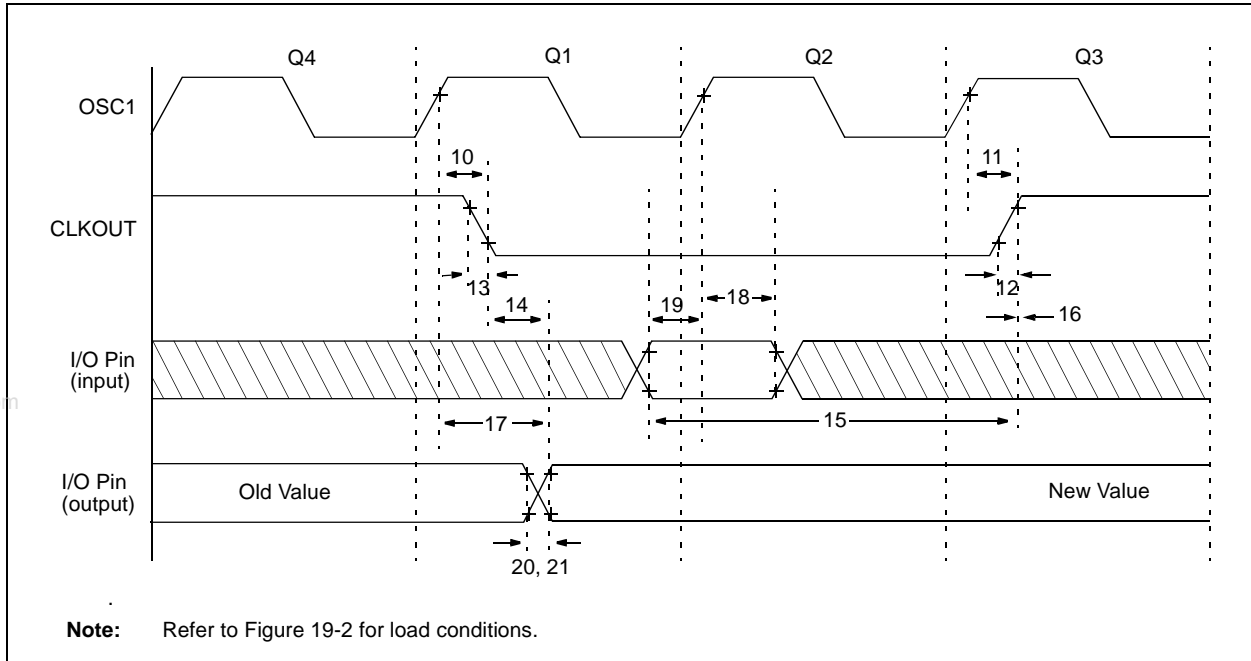 Q4 Q1 Q2 Q3
OSC1
10 11
CLKOUT
13 12
14 19 18 16
I/O Pin
(input)
m
17 15
I/O Pin
(output)
Old Value New Value
20, 21
.
Note: Refer to Figure 19-2 for load conditions.